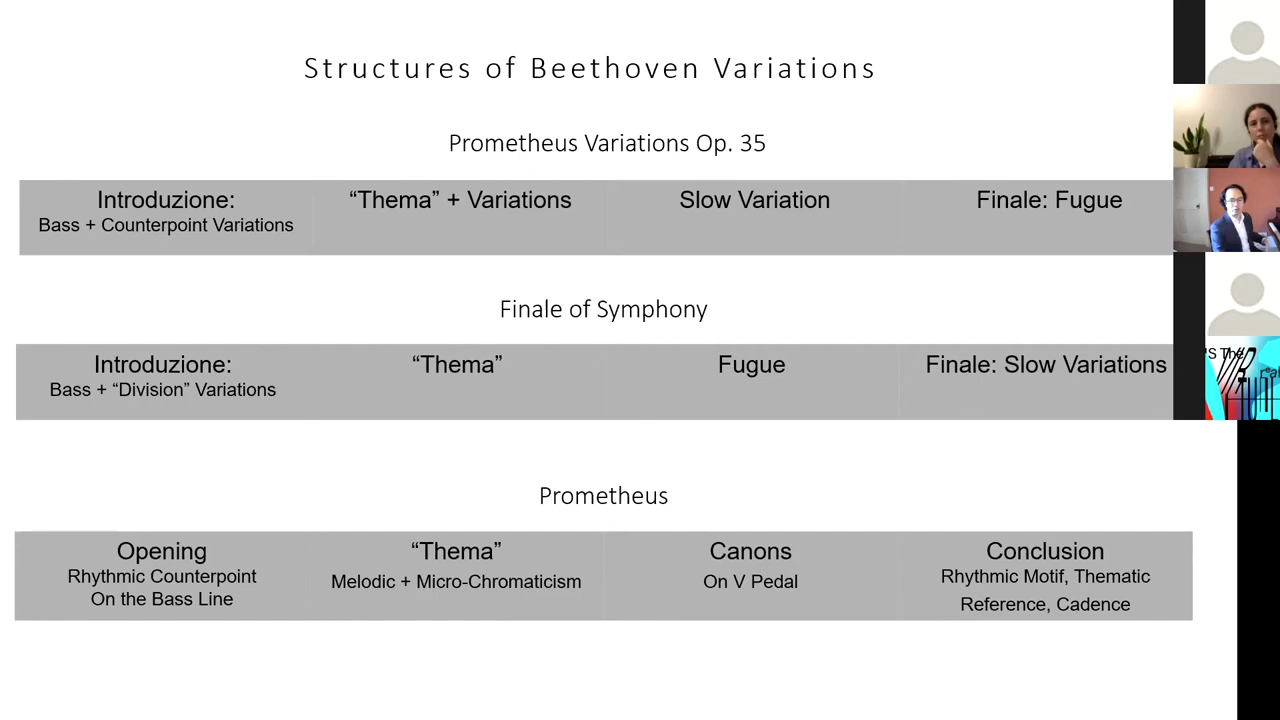 Structures of Beethoven Variations
Prometheus Variations Op. 35
Introduzione:
Bass + Counterpoint Variations
“Thema” + Variations
Slow Variation
Finale: Fugue
Finale of Symphony
Introduzione:
Bass + “Division” Variations
“Thema”
Fugue
Finale: Slow Variations
Prometheus
Opening
Rhythmic Counterpoint
On the Bass Line
“Thema”
Melodic + Micro-Chromaticism
Canons
On V Pedal
Conclusion
Rhythmic Motif, Thematic
Reference, Cadence